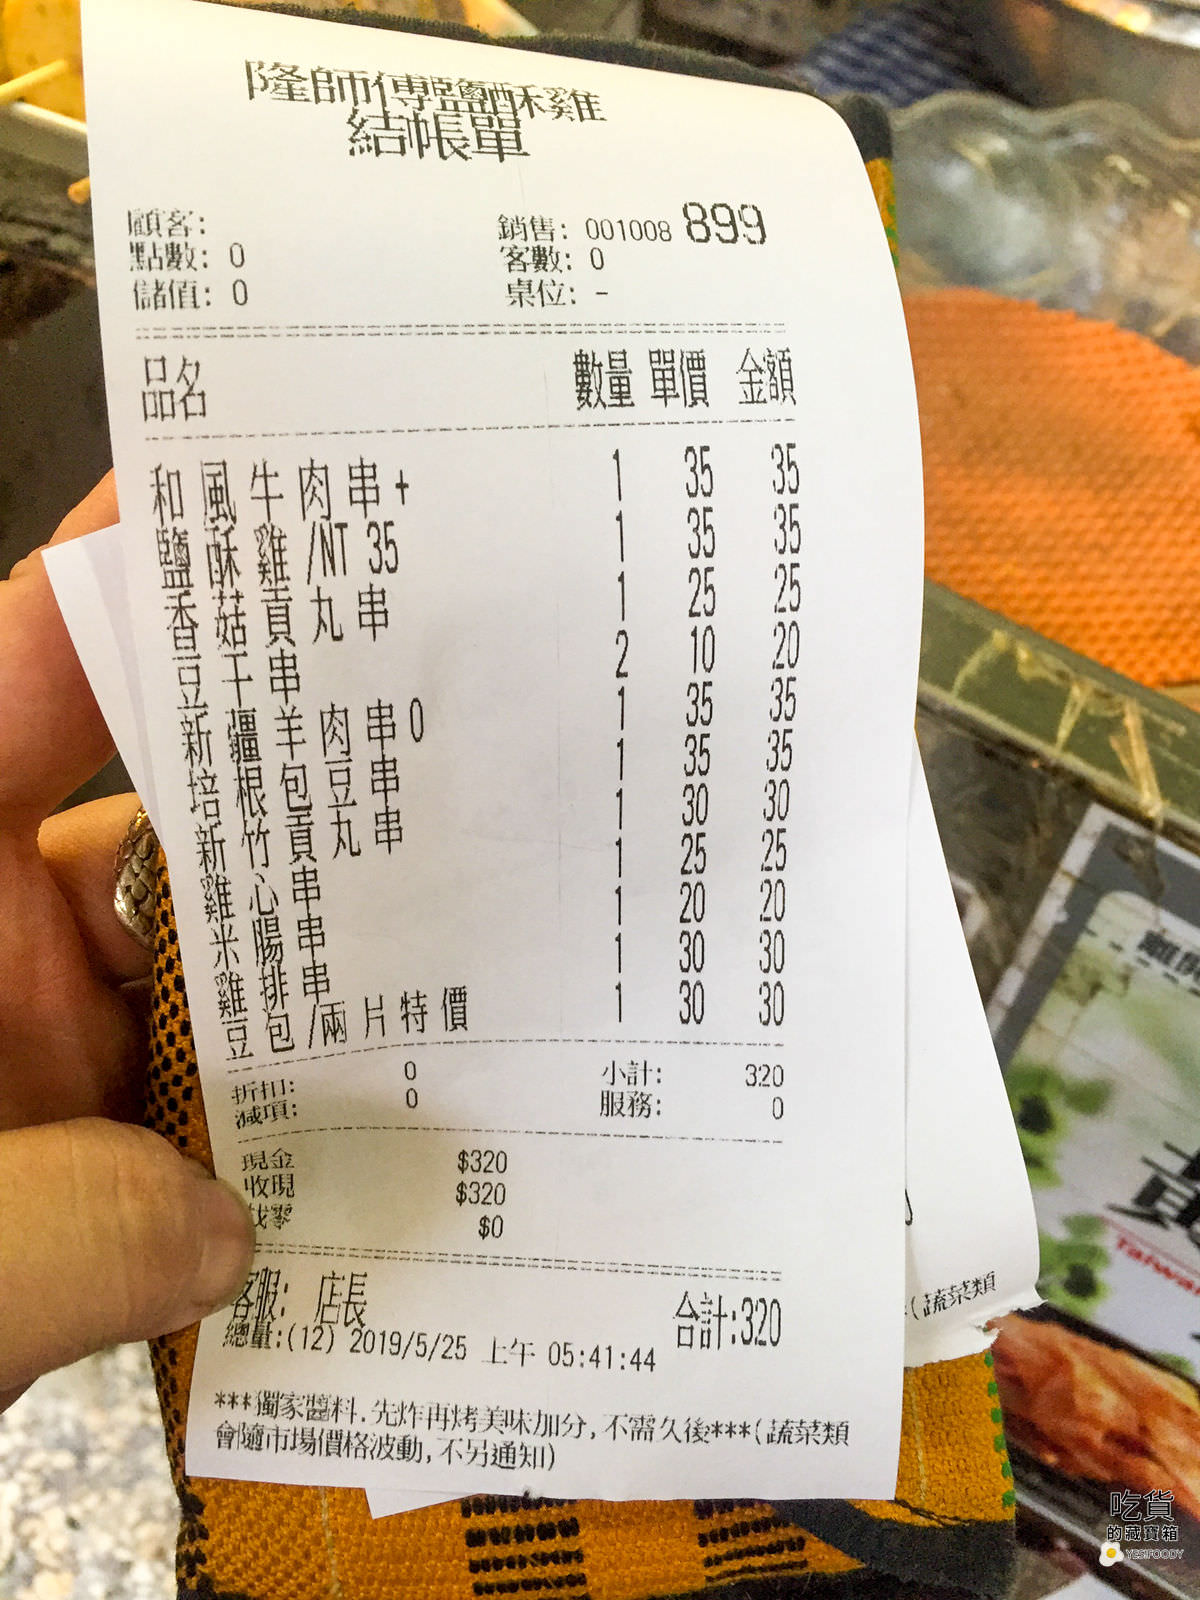 隆師傅鹽酥雞
結帳單
顧客: 銷售: 001008 899
點數: 0 客數: 0
儲值: 0 桌位: -
品名 數量 單價 金額
和風牛肉串+ 1 35 35
鹽酥雞/NT 35 1 35 35
香菇貢丸串 1 25 25
豆干串 2 10 20
新疆羊肉串0 1 35 35
培根包豆串 1 35 35
新竹貢丸串 1 30 30
雞心串 1 25 25
米腸串 1 20 20
雞排串 1 30 30
豆包/兩片特價 1 30 30
折扣: 0 小計: 320
減項: 0 服務: 0
現金 $320
收現 $320
找零 $0
客服: 店長 合計:320
總量:(12) 2019/5/25 上午 05:41:44
***獨家醬料.先炸再烤美味加分,不需久後***(蔬菜類
會隨市場價格波動,不另通知)
(蔬菜類
Taiwa
吃貨
的藏寶箱
YES!FOODY